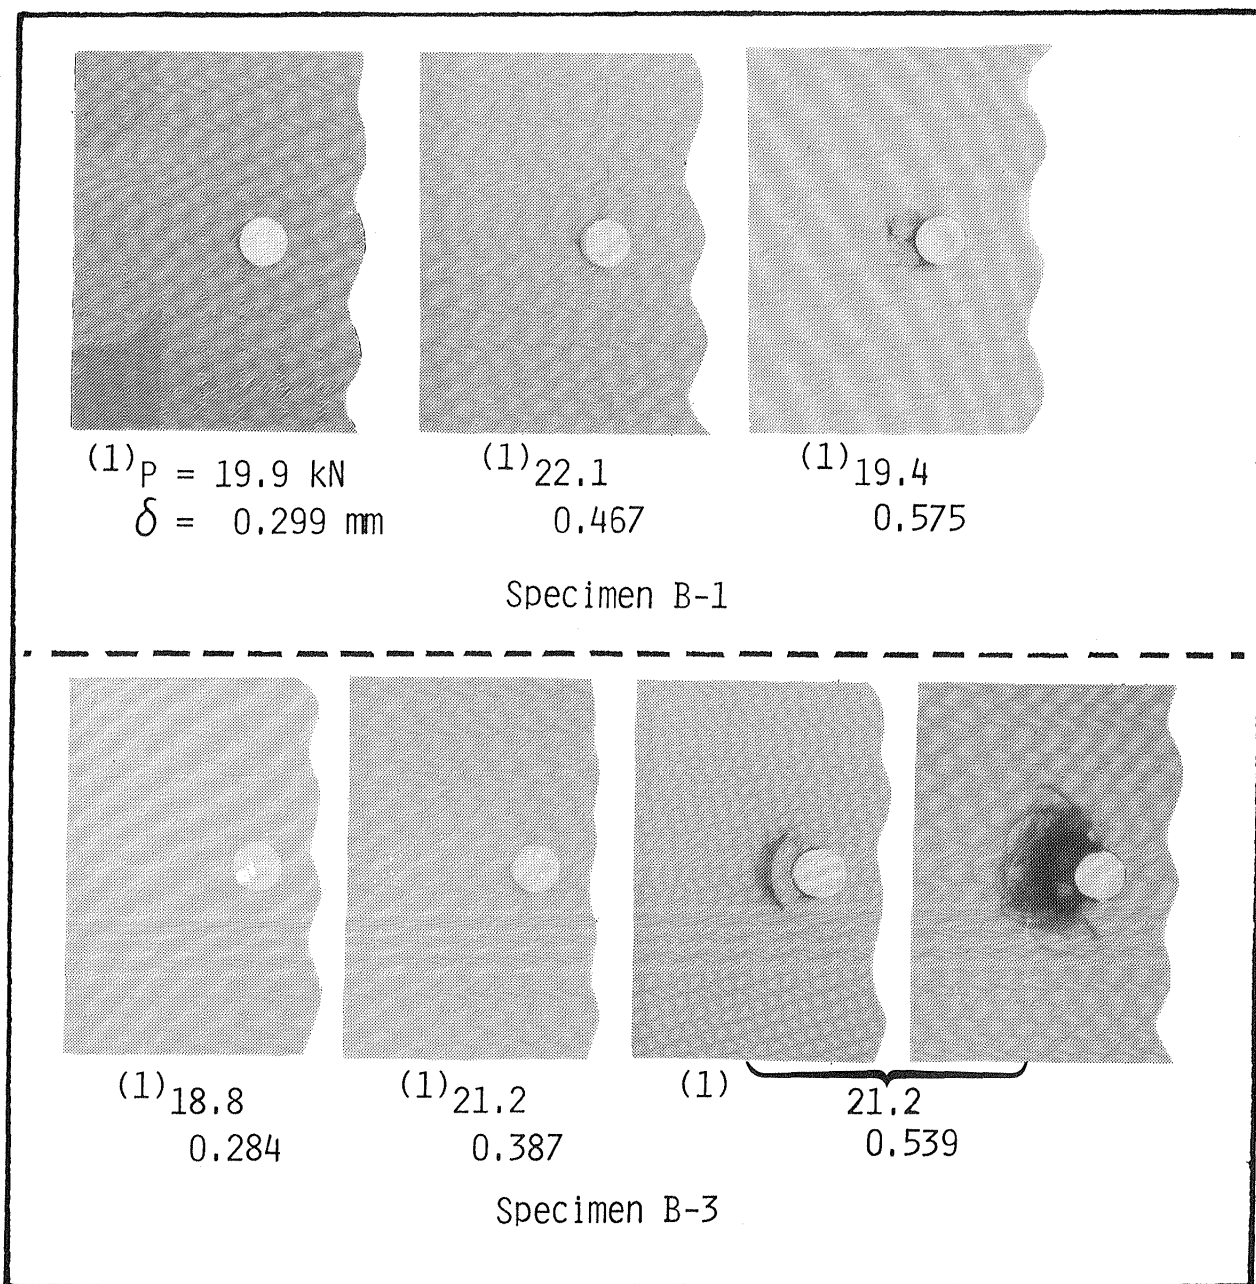 (1)P = 19.9 kN
δ = 0.299 mm
(1)22.1
0.467
(1)19.4
0.575
Specimen B-1
(1)18.8
0.284
(1)21.2
0.387
(1) 21.2
0.539
Specimen B-3